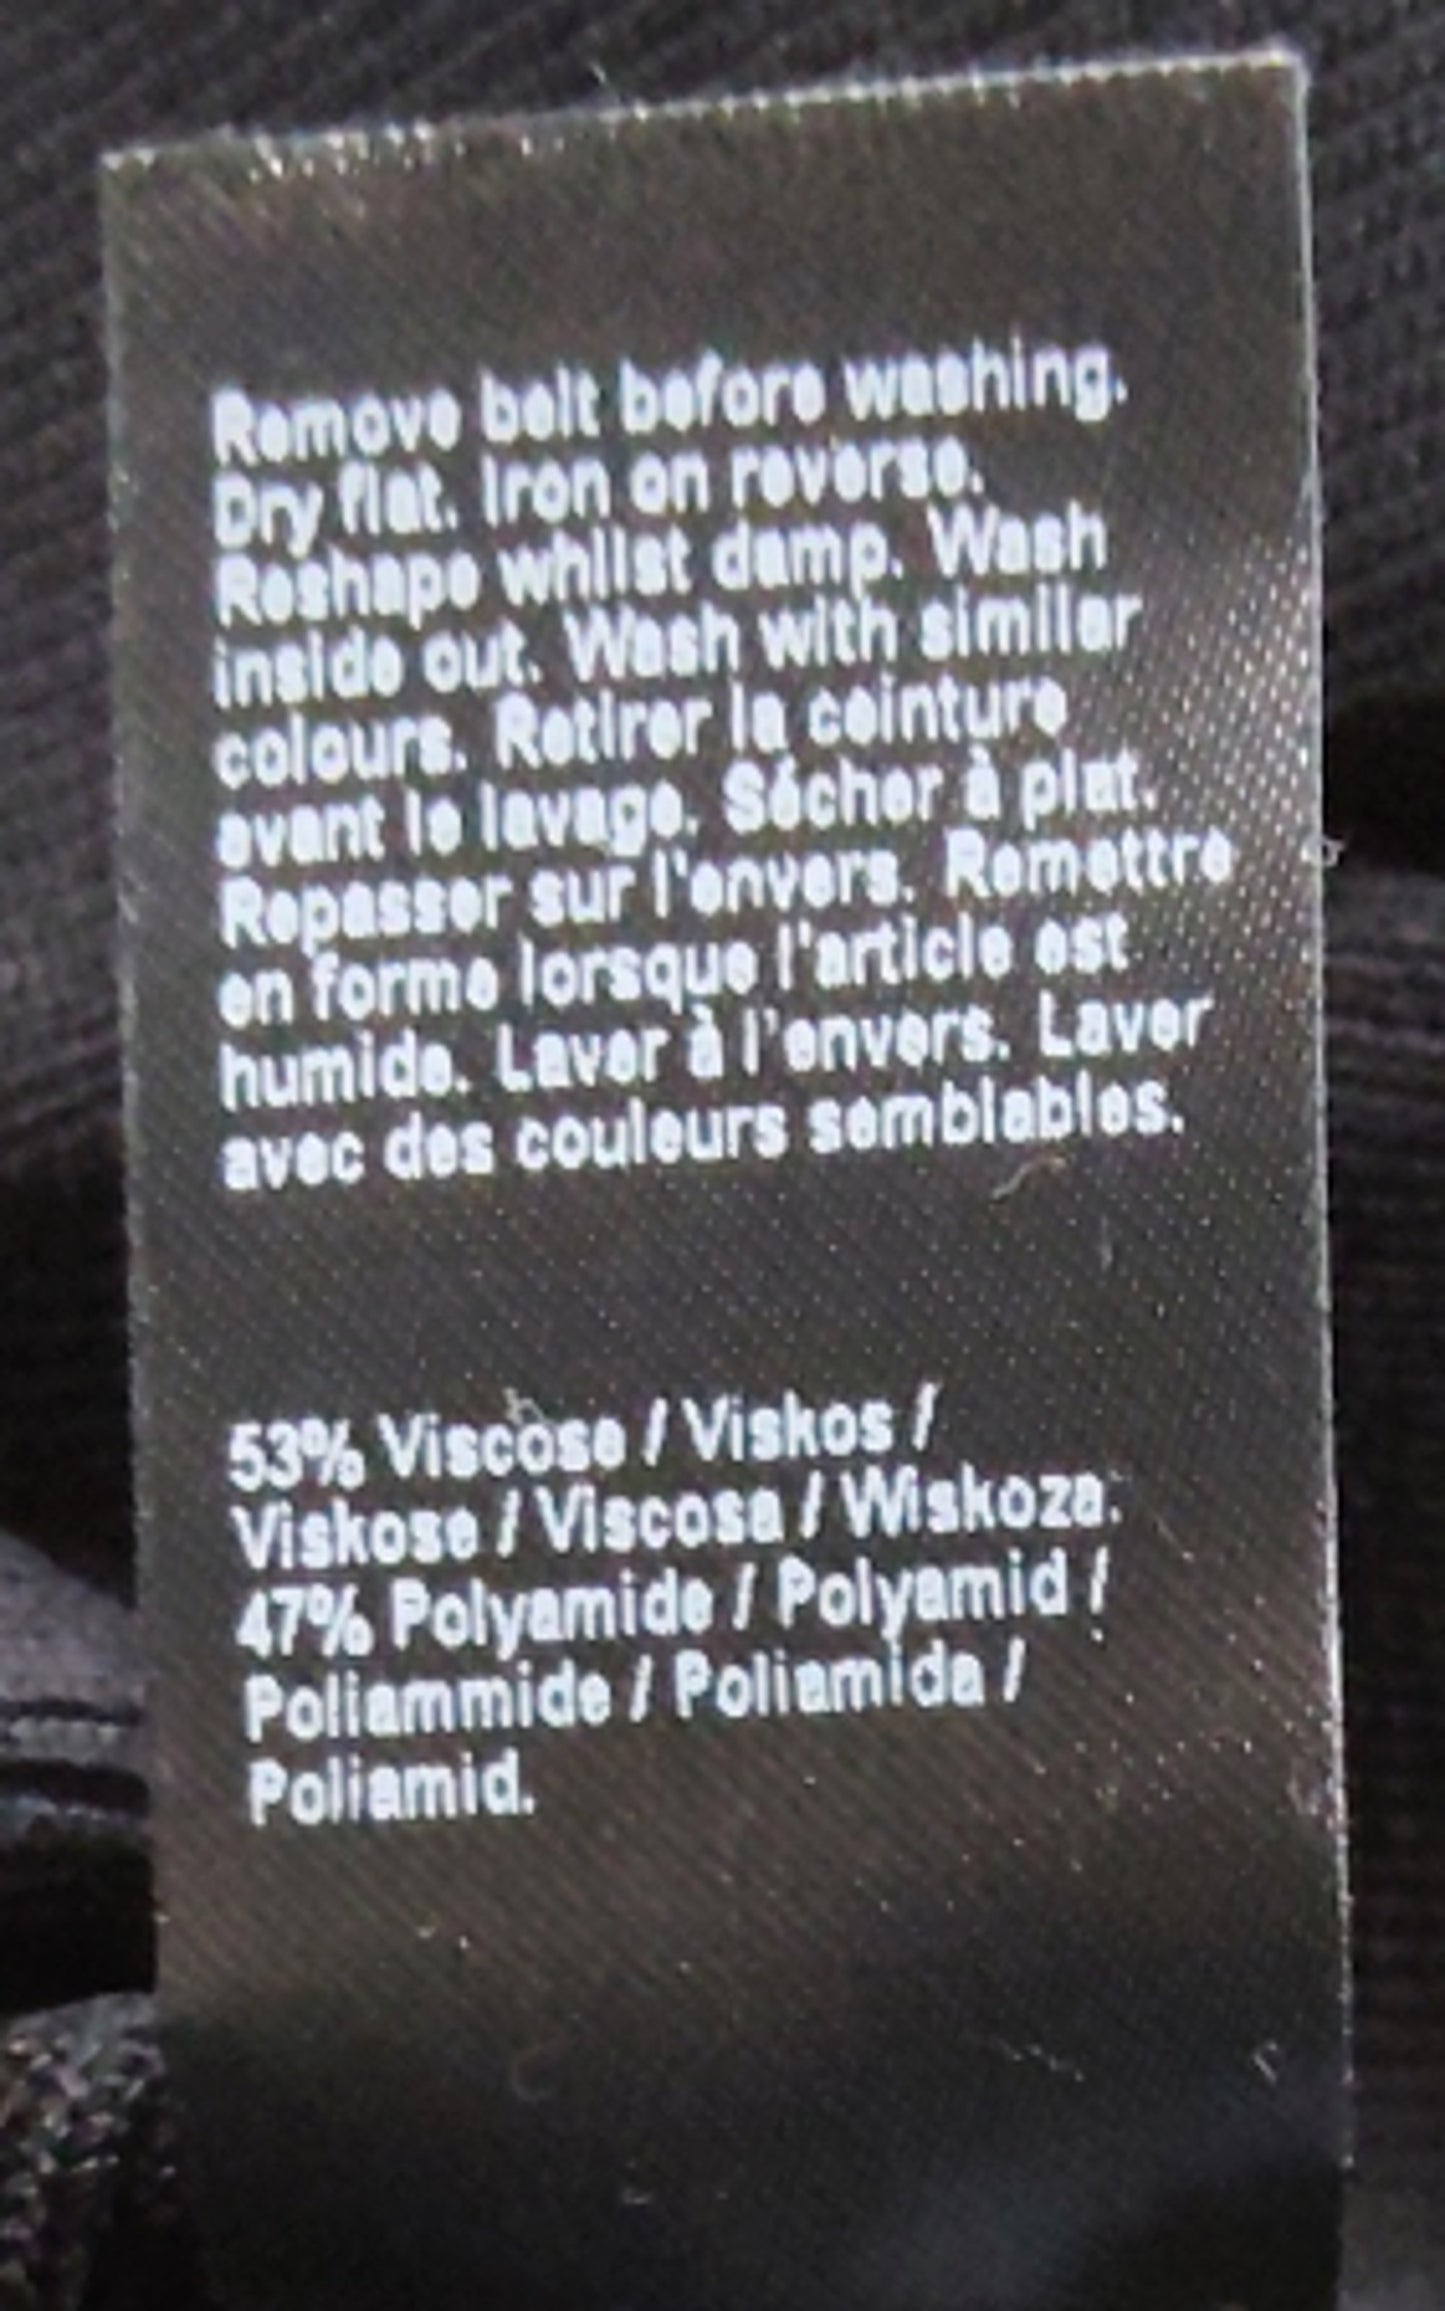 Remove belt before washing.
Dry flat. Iron on reverse.
Reshape whilst damp. Wash
inside out. Wash with similar
colours. Retirer la ceinture
avant le lavage. Sécher à plat.
Repasser sur l'envers. Remettre
en forme lorsque l'article est
humide. Laver à l'envers. Laver
avec des couleurs semblables.
53% Viscose / Viskos /
Viskose / Viscosa / Wiskoza.
47% Polyamide / Polyamid /
Poliammide / Poliamida /
Poliamid.